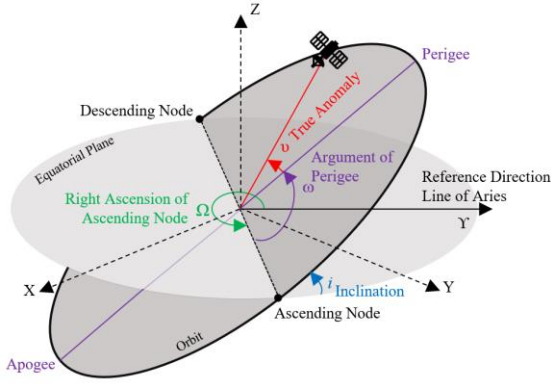 Z
Perigee
Descending Node
υ True Anomaly
Equatorial Plane
Argument of
Perigee
ω
Reference Direction
Line of Aries
Right Ascension of
Ascending Node
Ω
ϒ
X
Y
i Inclination
Ascending Node
Orbit
Apogee